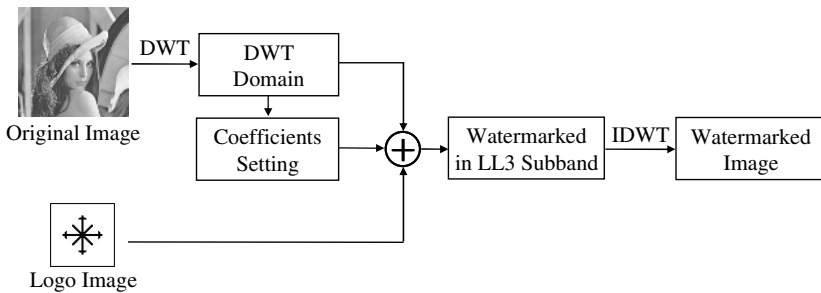 DWT
DWT
Domain
Original Image
Coefficients
Setting
Watermarked
in LL3 Subband
IDWT
Watermarked
Image
Logo Image